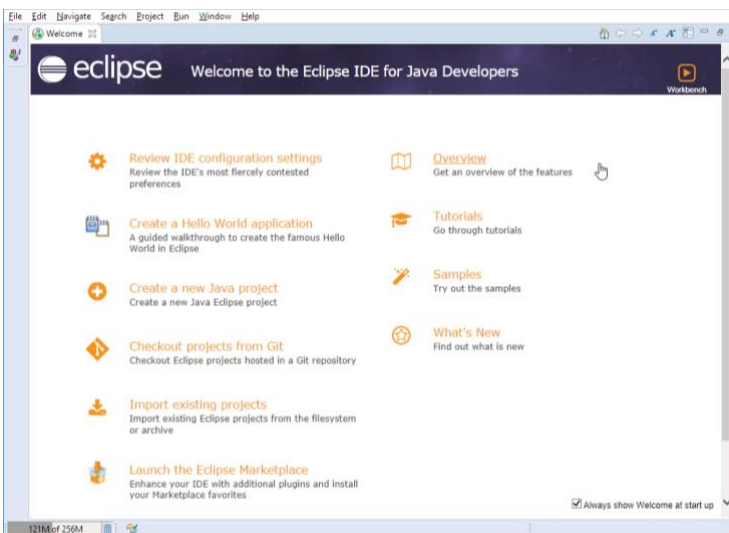 File Edit Navigate Search Project Run Window Help
Welcome
eclipse Welcome to the Eclipse IDE for Java Developers
Workbench
Review IDE configuration settings
Review the IDE's most fiercely contested
preferences
Create a Hello World application
A guided walkthrough to create the famous Hello
World in Eclipse
Create a new Java project
Create a new Java Eclipse project
Checkout projects from Git
Checkout Eclipse projects hosted in a Git repository
Import existing projects
Import existing Eclipse projects from the filesystem
or archive
Launch the Eclipse Marketplace
Enhance your IDE with additional plugins and install
your Marketplace favorites
Overview
Get an overview of the features
Tutorials
Go through tutorials
Samples
Try out the samples
What's New
Find out what is new
Always show Welcome at start up
121M of 256M